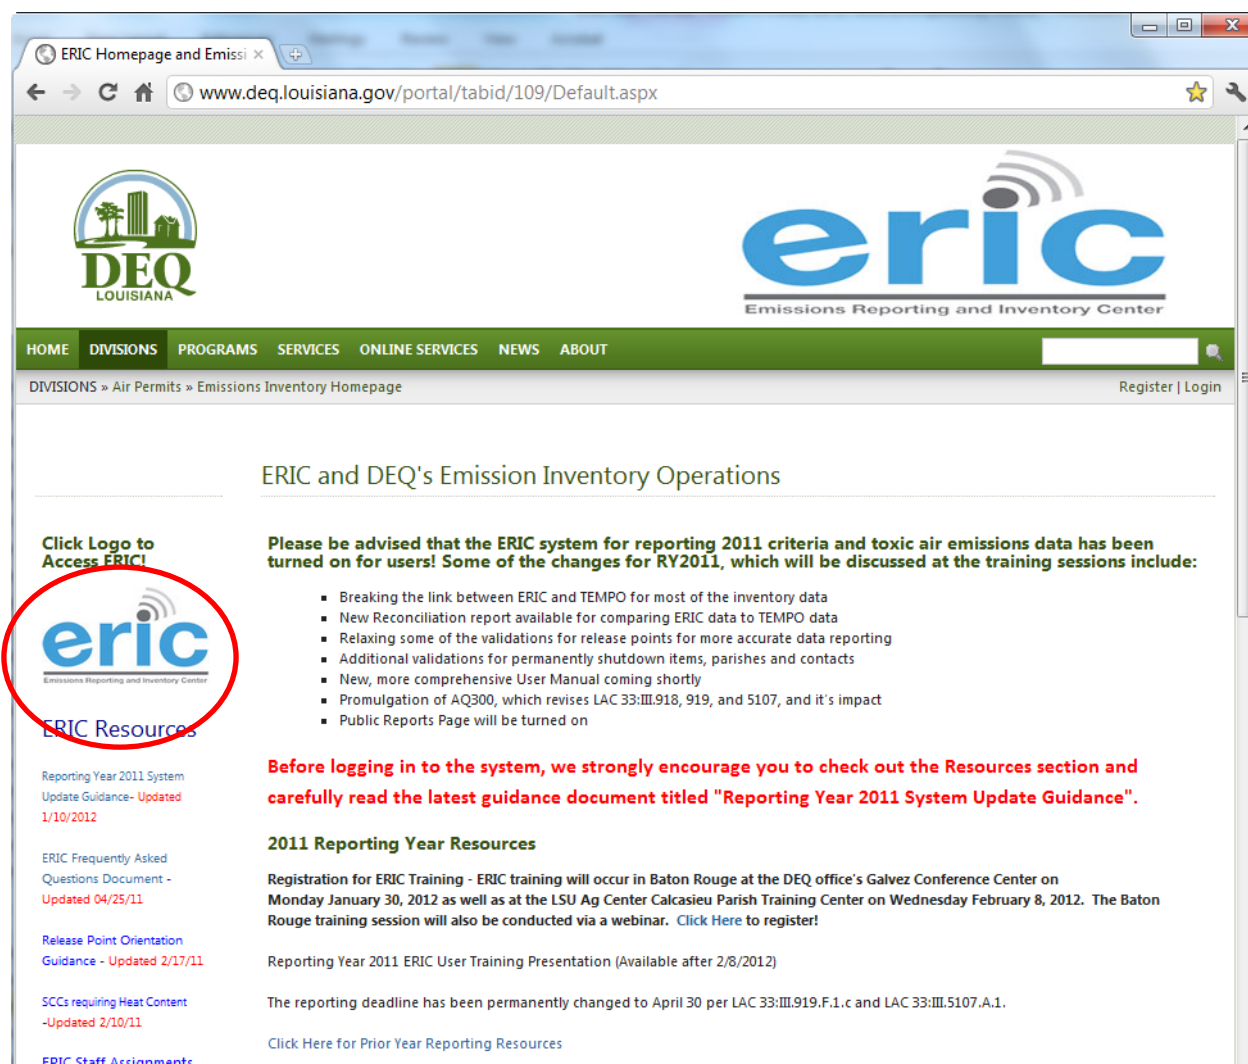 ERIC Homepage and Emissi
www.deq.louisiana.gov/portal/tabid/109/Default.aspx
DEQ
LOUISIANA
eric
Emissions Reporting and Inventory Center
HOME DIVISIONS PROGRAMS SERVICES ONLINE SERVICES NEWS ABOUT
DIVISIONS » Air Permits » Emissions Inventory Homepage
Register | Login
ERIC and DEQ's Emission Inventory Operations
Click Logo to
Access ERIC!
eric
Emissions Reporting and Inventory Center
ERIC Resources
Reporting Year 2011 System
Update Guidance- Updated
1/10/2012
ERIC Frequently Asked
Questions Document -
Updated 04/25/11
Release Point Orientation
Guidance - Updated 2/17/11
SCCs requiring Heat Content
-Updated 2/10/11
ERIC Staff Assignments
Please be advised that the ERIC system for reporting 2011 criteria and toxic air emissions data has been
turned on for users! Some of the changes for RY2011, which will be discussed at the training sessions include:
▪ Breaking the link between ERIC and TEMPO for most of the inventory data
▪ New Reconciliation report available for comparing ERIC data to TEMPO data
▪ Relaxing some of the validations for release points for more accurate data reporting
▪ Additional validations for permanently shutdown items, parishes and contacts
▪ New, more comprehensive User Manual coming shortly
▪ Promulgation of AQ300, which revises LAC 33:III.918, 919, and 5107, and it's impact
▪ Public Reports Page will be turned on
Before logging in to the system, we strongly encourage you to check out the Resources section and
carefully read the latest guidance document titled "Reporting Year 2011 System Update Guidance".
2011 Reporting Year Resources
Registration for ERIC Training - ERIC training will occur in Baton Rouge at the DEQ office's Galvez Conference Center on
Monday January 30, 2012 as well as at the LSU Ag Center Calcasieu Parish Training Center on Wednesday February 8, 2012. The Baton
Rouge training session will also be conducted via a webinar. Click Here to register!
Reporting Year 2011 ERIC User Training Presentation (Available after 2/8/2012)
The reporting deadline has been permanently changed to April 30 per LAC 33:III.919.F.1.c and LAC 33:III.5107.A.1.
Click Here for Prior Year Reporting Resources